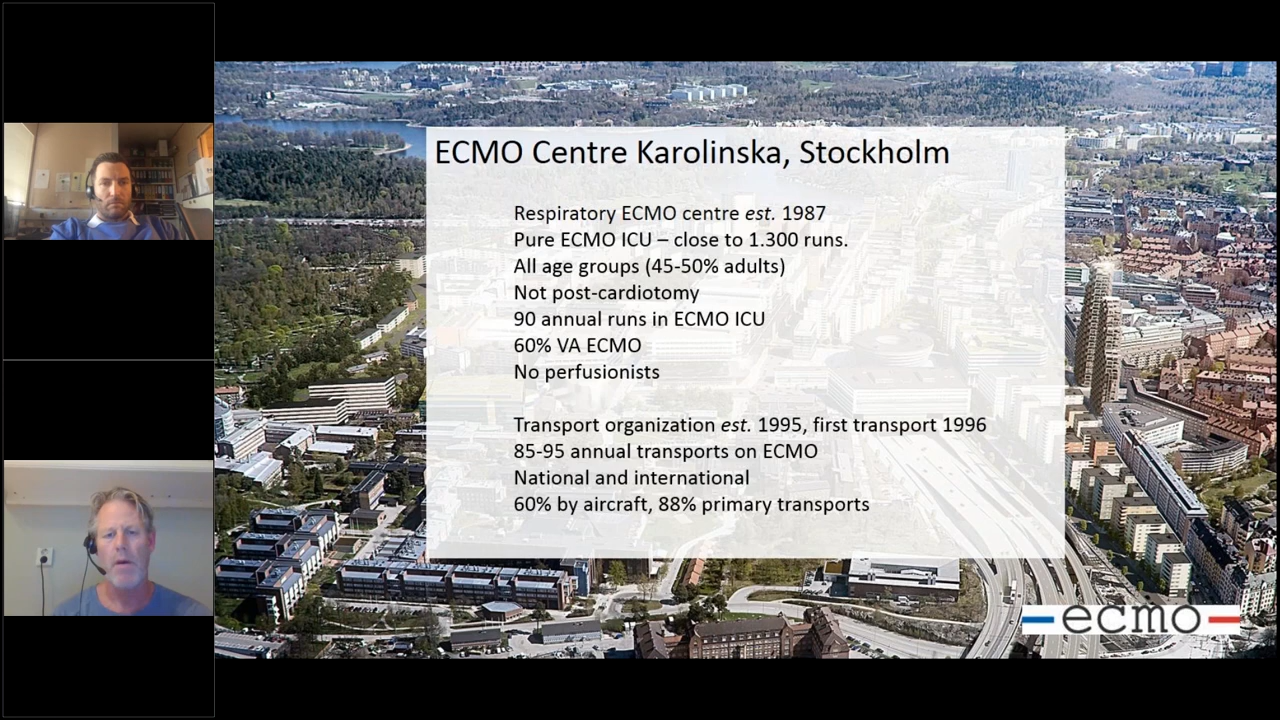 ECMO Centre Karolinska, Stockholm
Respiratory ECMO centre est. 1987
Pure ECMO ICU – close to 1.300 runs.
All age groups (45-50% adults)
Not post-cardiotomy
90 annual runs in ECMO ICU
60% VA ECMO
No perfusionists
Transport organization est. 1995, first transport 1996
85-95 annual transports on ECMO
National and international
60% by aircraft, 88% primary transports
ecmo